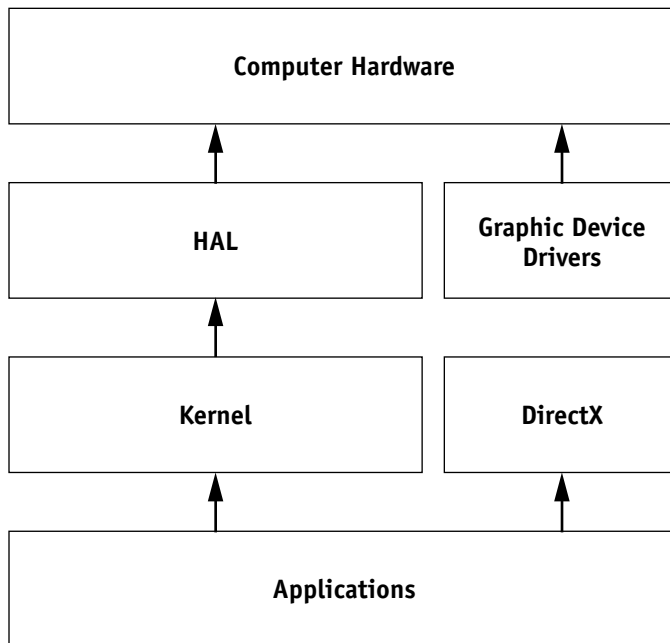 Computer Hardware
HAL
Graphic Device
Drivers
Kernel
DirectX
Applications